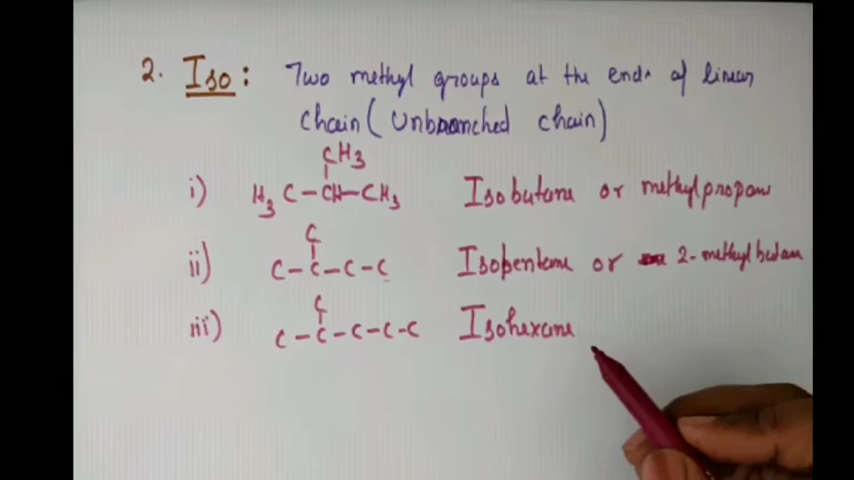 2. Iso: Two methyl groups at the ends of linear
chain (Unbranched chain)
CH3
i) H3C-CH-CH3 Isobutane or methylpropane
C
ii) C-C-C-C Isopentane or 2-methylbutane
C
iii) C-C-C-C-C Isohexane